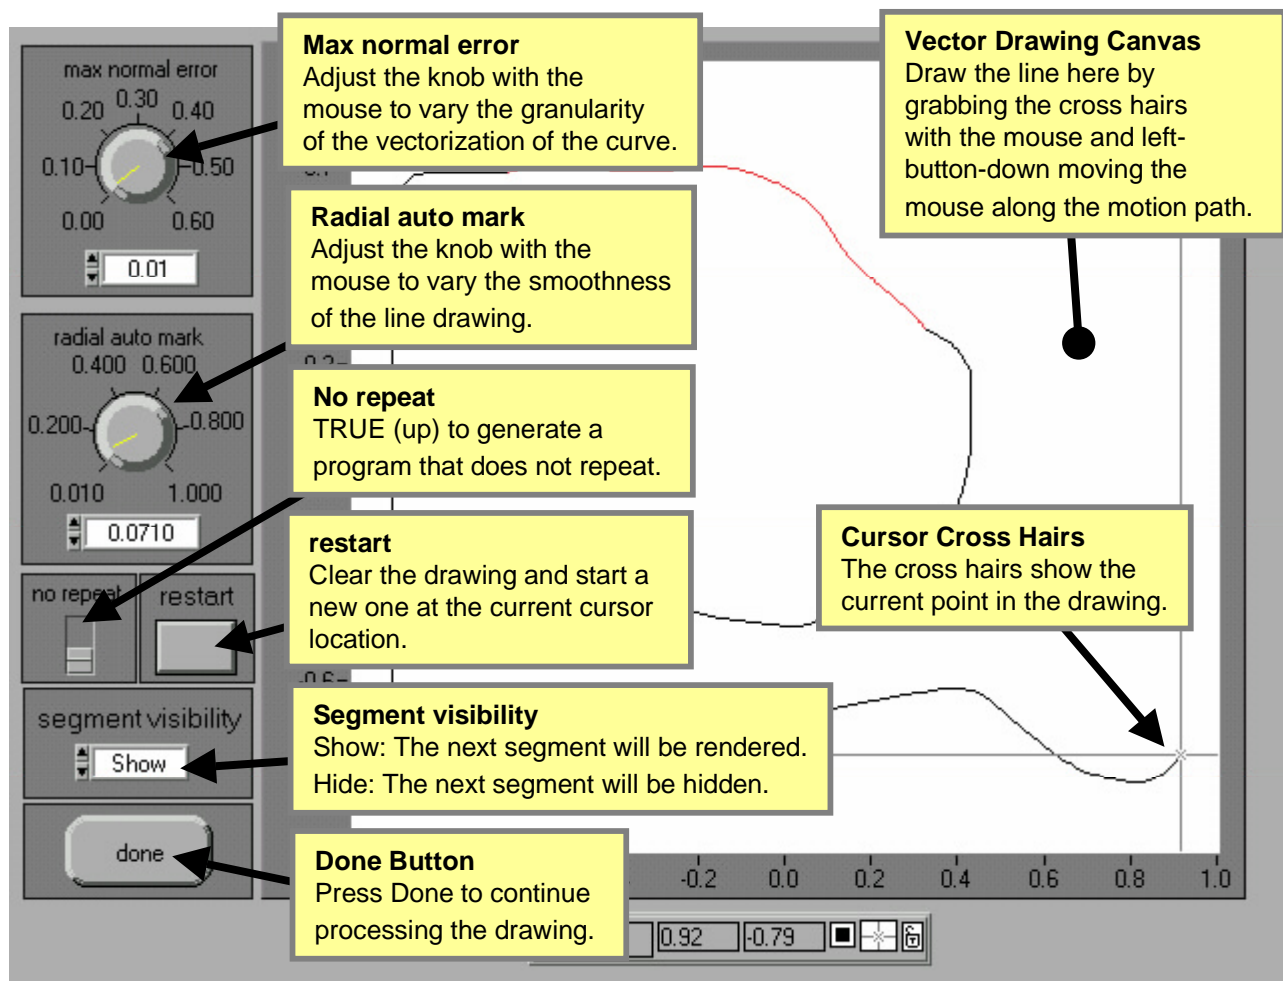 max normal error
0.20 0.30 0.40
0.10 0.50
0.00 0.60
0.01
radial auto mark
0.400 0.600
0.200 0.800
0.010 1.000
0.0710
no repeat
restart
segment visibility
Show
done
Max normal error
Adjust the knob with the
mouse to vary the granularity
of the vectorization of the curve.
Radial auto mark
Adjust the knob with the
mouse to vary the smoothness
of the line drawing.
No repeat
TRUE (up) to generate a
program that does not repeat.
restart
Clear the drawing and start a
new one at the current cursor
location.
Segment visibility
Show: The next segment will be rendered.
Hide: The next segment will be hidden.
Done Button
Press Done to continue
processing the drawing.
Vector Drawing Canvas
Draw the line here by
grabbing the cross hairs
with the mouse and left-
button-down moving the
mouse along the motion path.
Cursor Cross Hairs
The cross hairs show the
current point in the drawing.
-0.2 0.0 0.2 0.4 0.6 0.8 1.0
0.92 -0.79